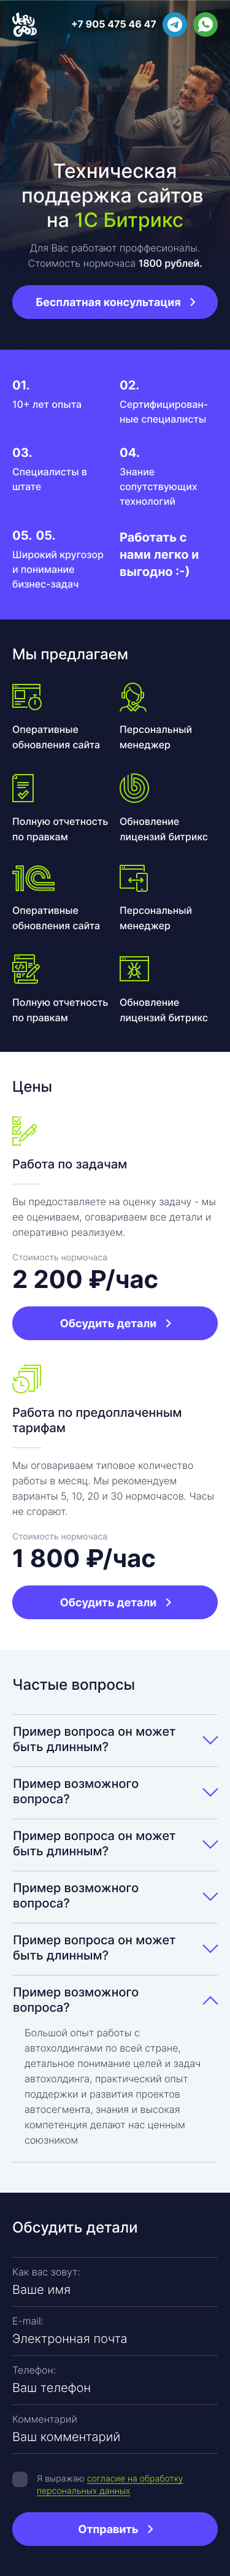 VERY GOOD
+7 905 475 46 47
Техническая
поддержка сайтов
на 1С Битрикс
Для Вас работают проффесионалы.
Стоимость нормочаса 1800 рублей.
Бесплатная консультация
01.
10+ лет опыта
02.
Сертифицирован-
ные специалисты
03.
Специалисты в
штате
04.
Знание
сопутствующих
технологий
05. 05.
Широкий кругозор
и понимание
бизнес-задач
Работать с
нами легко и
выгодно :-)
Мы предлагаем
Оперативные
обновления сайта
Персональный
менеджер
Полную отчетность
по правкам
Обновление
лицензий битрикс
1С
Оперативные
обновления сайта
Персональный
менеджер
Полную отчетность
по правкам
Обновление
лицензий битрикс
Цены
Работа по задачам
Вы предоставляете на оценку задачу - мы
ее оцениваем, оговариваем все детали и
оперативно реализуем.
Стоимость нормочаса
2 200 ₽/час
Обсудить детали
Работа по предоплаченным
тарифам
Мы оговариваем типовое количество
работы в месяц. Мы рекомендуем
варианты 5, 10, 20 и 30 нормочасов. Часы
не сгорают.
Стоимость нормочаса
1 800 ₽/час
Обсудить детали
Частые вопросы
Пример вопроса он может
быть длинным?
Пример возможного
вопроса?
Пример вопроса он может
быть длинным?
Пример возможного
вопроса?
Пример вопроса он может
быть длинным?
Пример возможного
вопроса?
Большой опыт работы с
автохолдингами по всей стране,
детальное понимание целей и задач
автохолдинга, практический опыт
поддержки и развития проектов
автосегмента, знания и высокая
компетенция делают нас ценным
союзником
Обсудить детали
Как вас зовут:
Ваше имя
E-mail:
Электронная почта
Телефон:
Ваш телефон
Комментарий
Ваш комментарий
Я выражаю согласие на обработку
персональных данных
Отправить